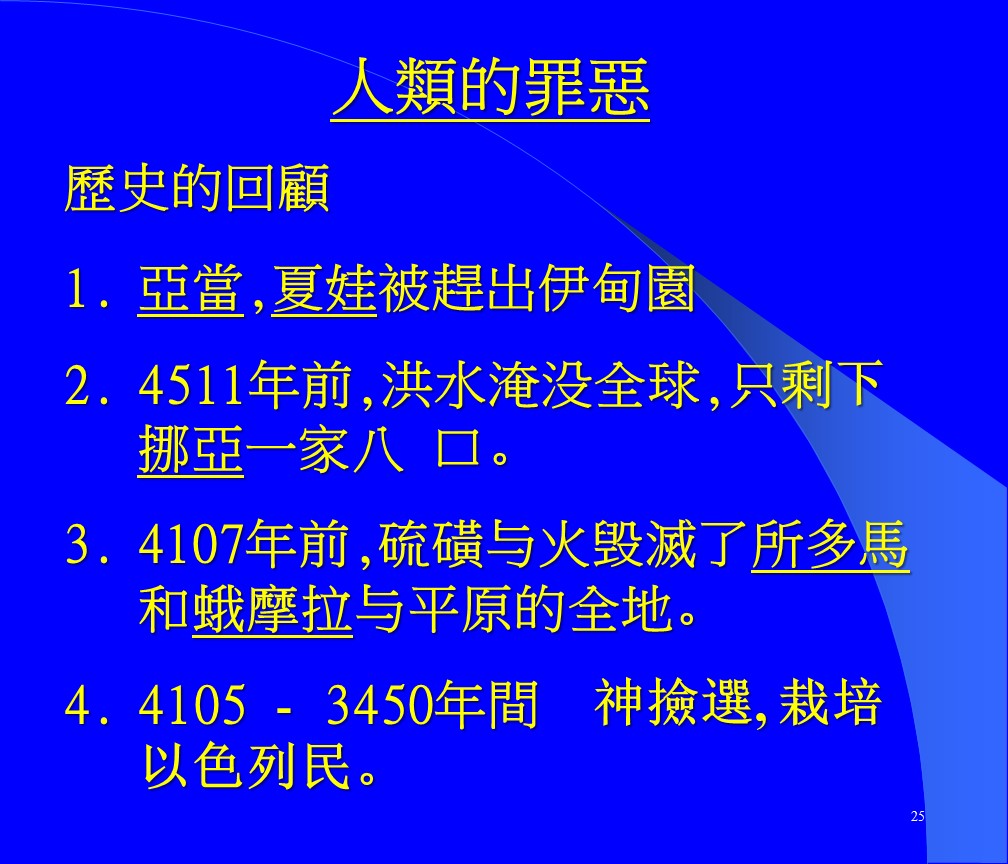 人類的罪惡
歷史的回顧
1. 亞當,夏娃被趕出伊甸園
2. 4511年前,洪水淹没全球,只剩下
挪亞一家八 口。
3. 4107年前,硫磺与火毀滅了所多馬
和蛾摩拉与平原的全地。
4. 4105 - 3450年間 神撿選,栽培
以色列民。
25